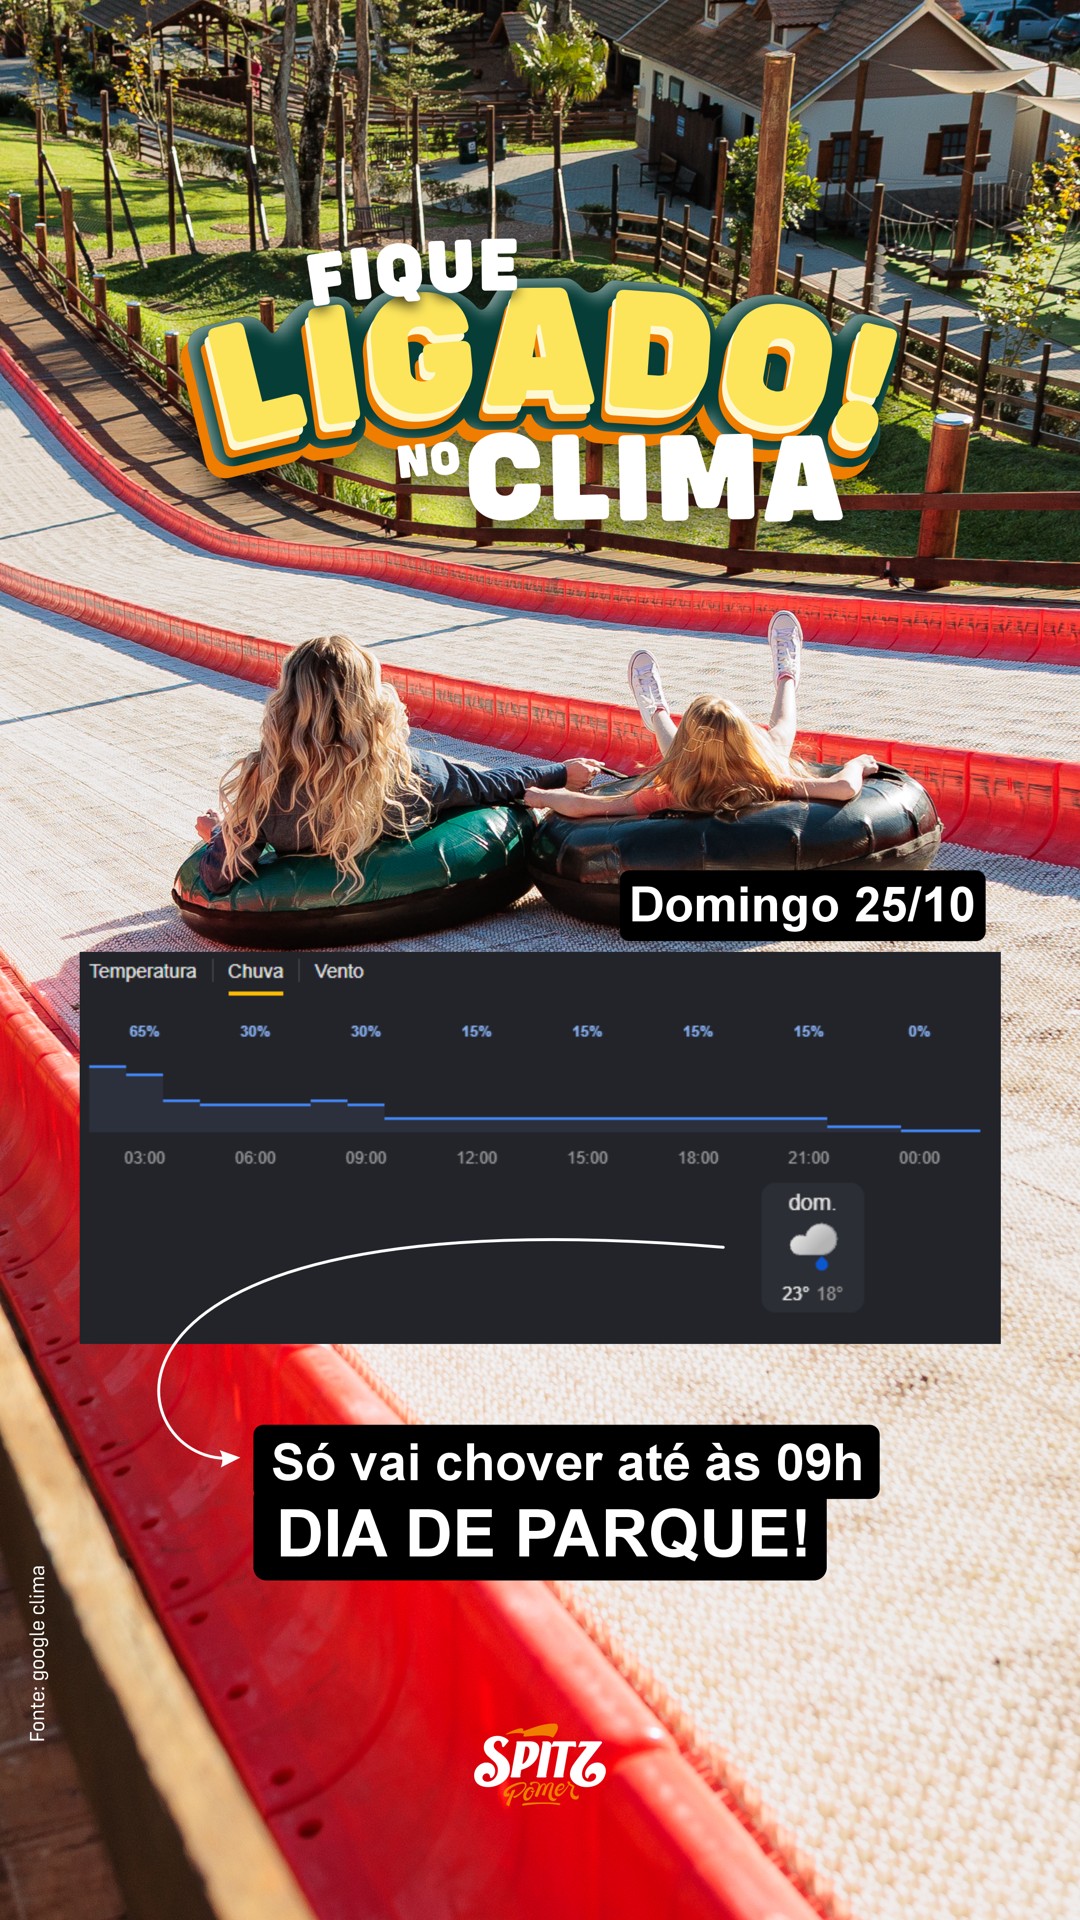 FIQUE
LIGADO!
NO CLIMA
Domingo 25/10
Temperatura Chuva Vento
65% 30% 30% 15% 15% 15% 15% 0%
03:00 06:00 09:00 12:00 15:00 18:00 21:00 00:00
dom.
23° 18°
Só vai chover até às 09h
DIA DE PARQUE!
Fonte: google clima
SPITZ
Pomer